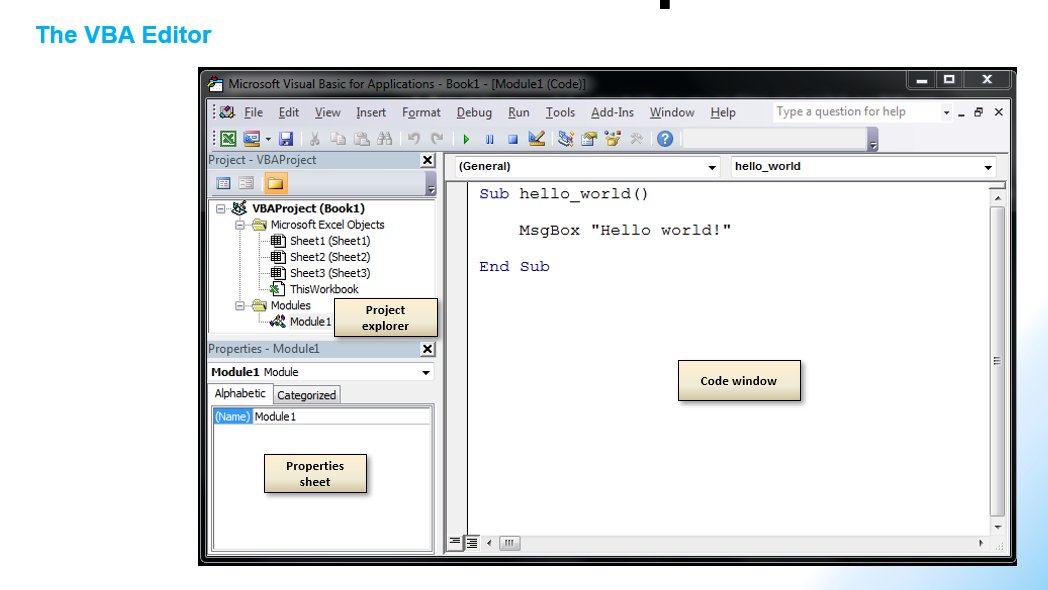 The VBA Editor
Microsoft Visual Basic for Applications - Book1 - [Module1 (Code)]
File Edit View Insert Format Debug Run Tools Add-Ins Window Help Type a question for help
Project - VBAProject
(General) hello_world
VBAProject (Book1)
Microsoft Excel Objects
Sheet1 (Sheet1)
Sheet2 (Sheet2)
Sheet3 (Sheet3)
ThisWorkbook
Modules
Module1
Project
explorer
Sub hello_world()
MsgBox "Hello world!"
End Sub
Code window
Properties - Module1
Module1 Module
Alphabetic Categorized
(Name) Module1
Properties
sheet